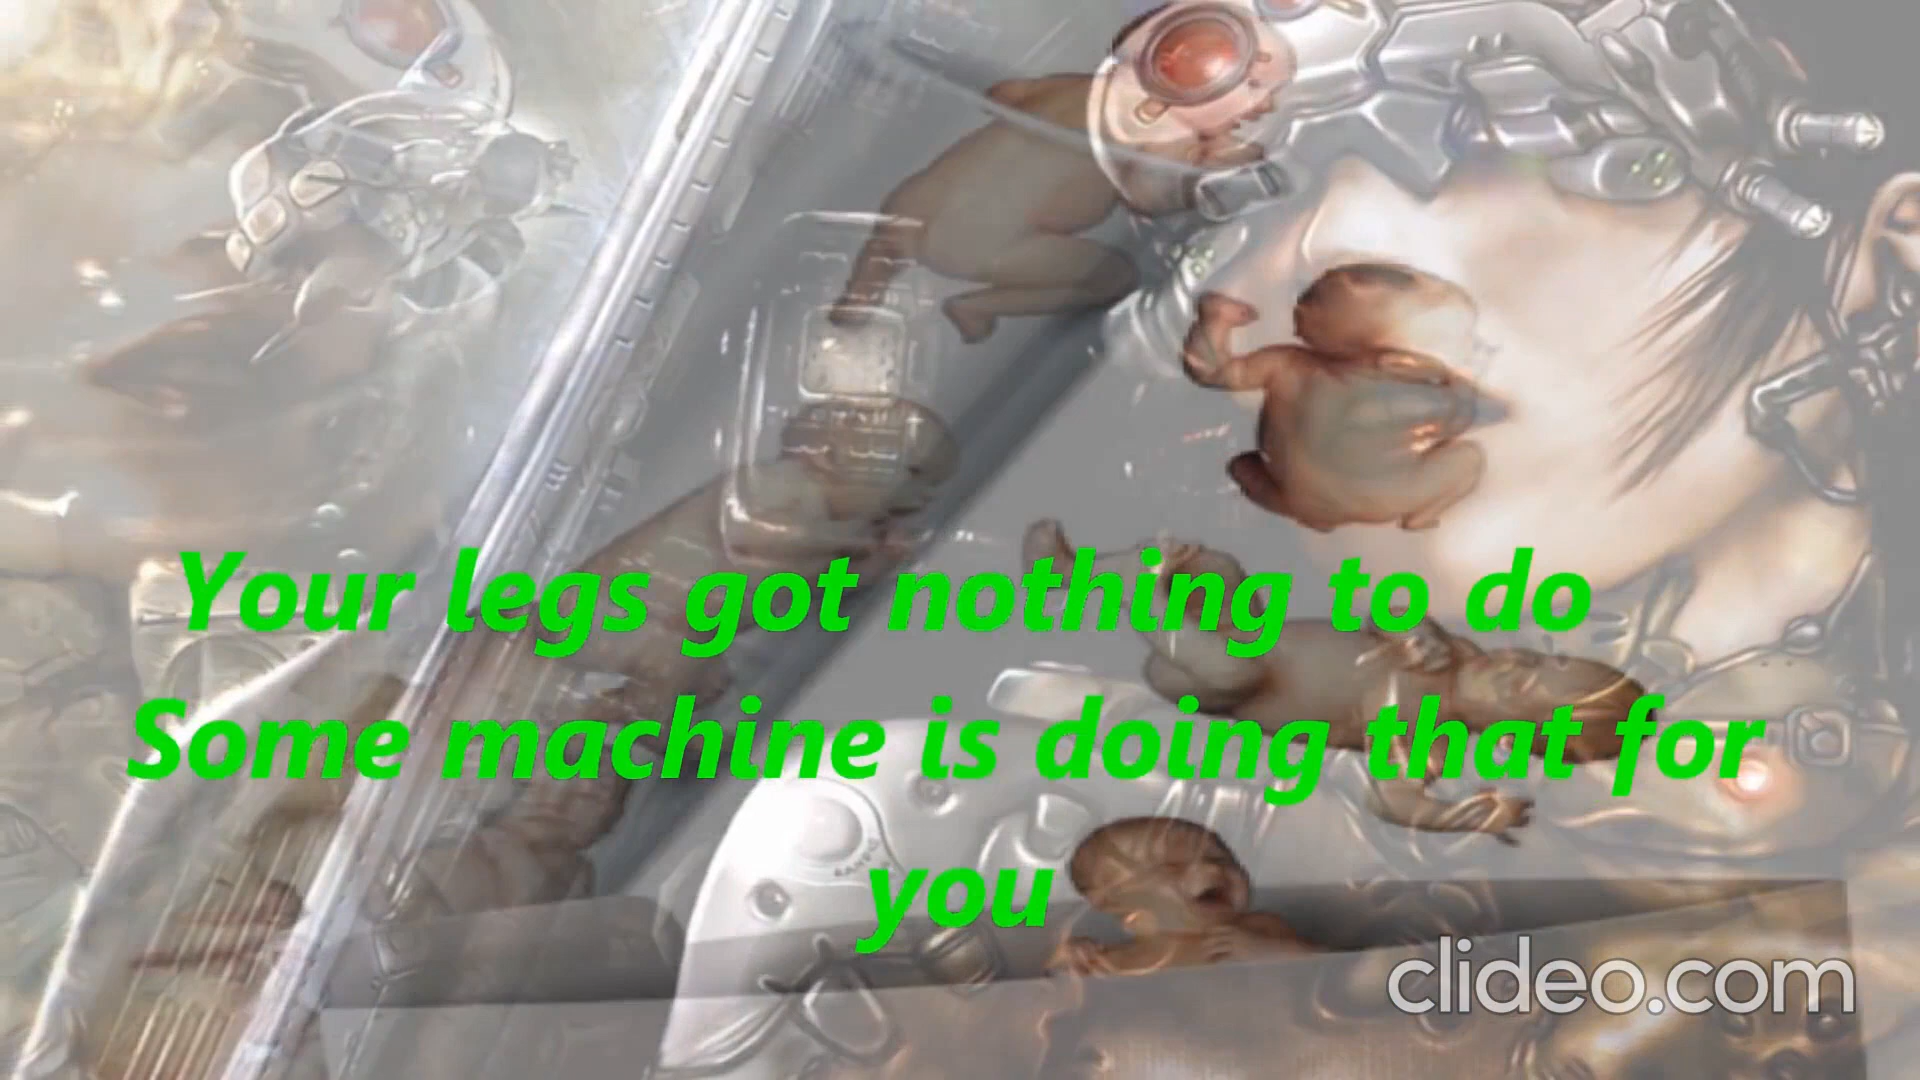 Your legs got nothing to do
Some machine is doing that for
you
clideo.com